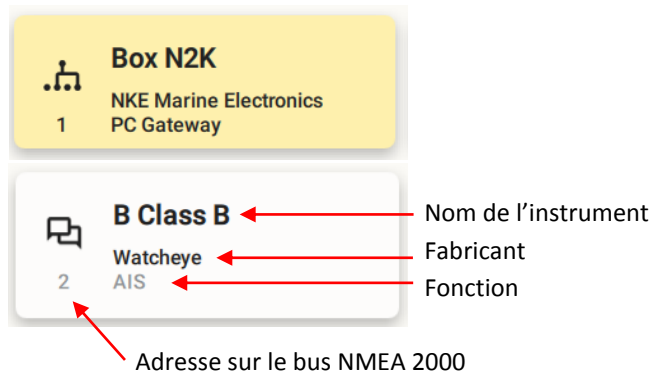 Box N2K
NKE Marine Electronics
1 PC Gateway
B Class B
Nom de l'instrument
Watcheye
Fabricant
2 AIS
Fonction
Adresse sur le bus NMEA 2000